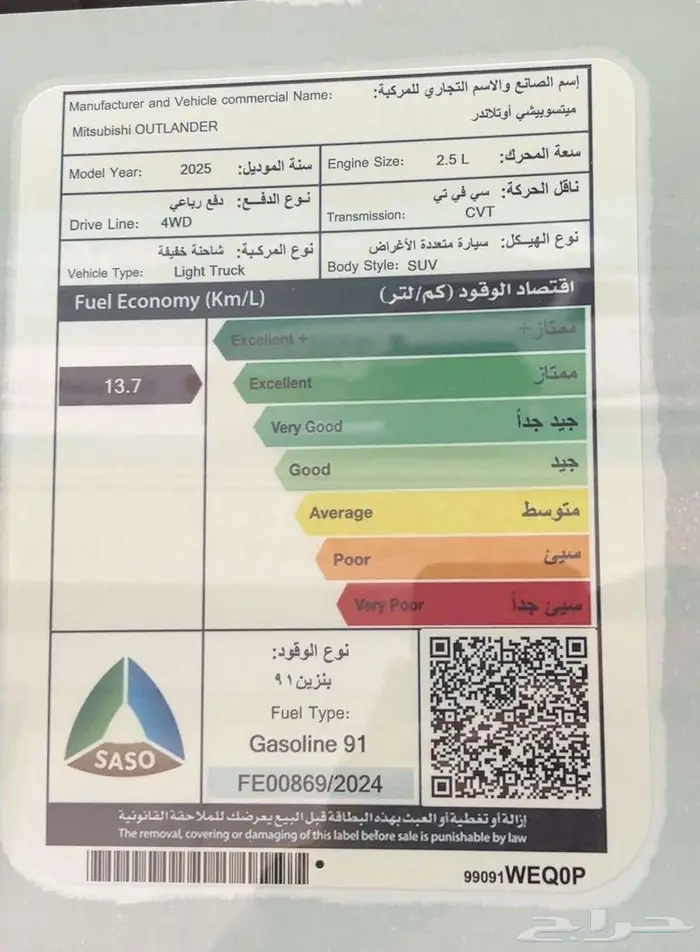 إسم الصانع والاسم التجاري للمركبة:
Manufacturer and Vehicle commercial Name:
ميتسوبيشي أوتلاندر
Mitsubishi OUTLANDER
سنة الموديل: 2025 Model Year:
سعة المحرك: 2.5 L Engine Size:
نوع الدفع: دفع رباعي
Drive Line: 4WD
ناقل الحركة: سي في تي
Transmission: CVT
نوع المركبة: شاحنة خفيفة
Vehicle Type: Light Truck
نوع الهيكل: سيارة متعددة الأغراض
Body Style: SUV
Fuel Economy (Km/L) اقتصاد الوقود (كم/لتر)
Excellent + ممتاز+
13.7
Excellent ممتاز
Very Good جيد جداً
Good جيد
Average متوسط
Poor سيئ
Very Poor سيئ جداً
SASO
نوع الوقود:
بنزين ٩١
Fuel Type:
Gasoline 91
FE00869/2024
إزالة أو تغطية أو العبث بهذه البطاقة قبل البيع يعرضك للملاحقة القانونية
The removal, covering or damaging of this label before sale is punishable by law
99091WEQ0P
حراج